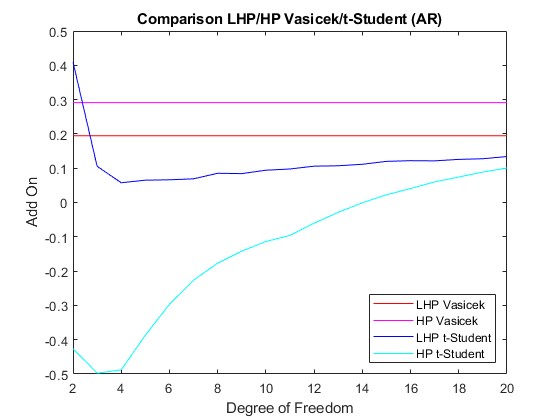 Comparison LHP/HP Vasicek/t-Student (AR)
0.5
0.4
0.3
0.2
0.1
0
-0.1
-0.2
-0.3
-0.4
-0.5
Add On
2 4 6 8 10 12 14 16 18 20
Degree of Freedom
LHP Vasicek
HP Vasicek
LHP t-Student
HP t-Student